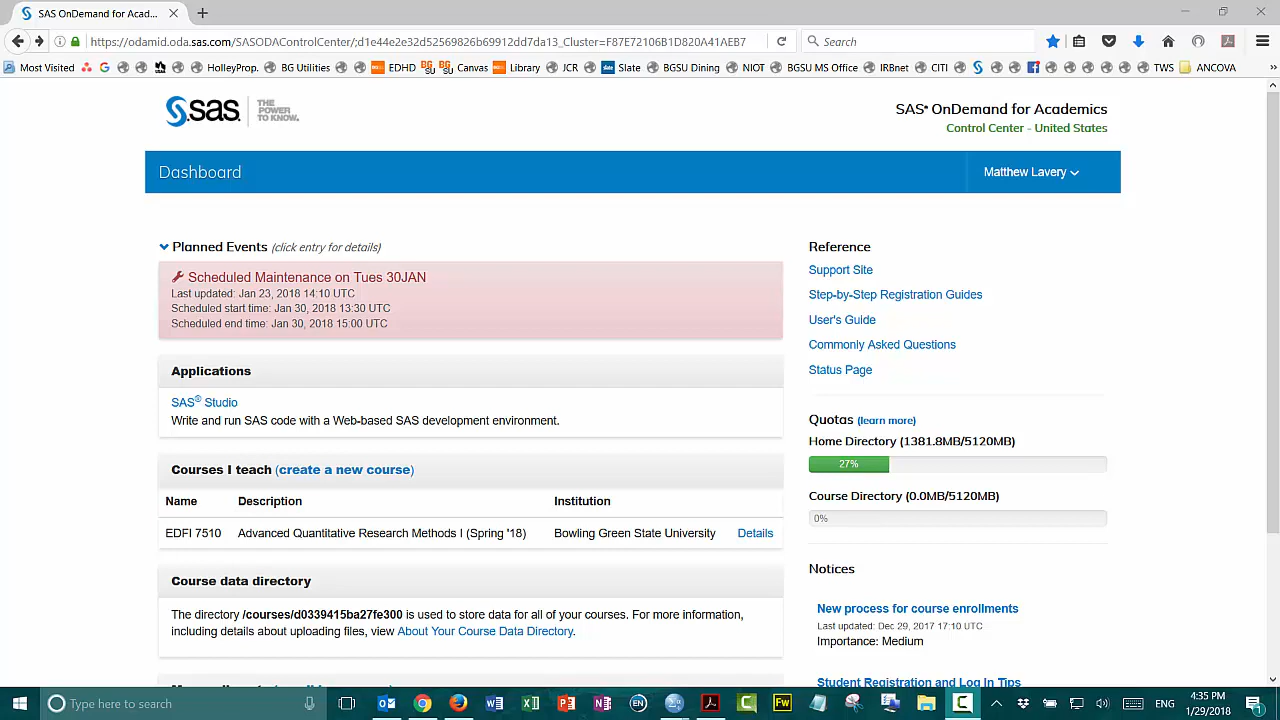 SAS OnDemand for Acad...
https://odamid.oda.sas.com/SASODAControlCenter/;d1e44e2e32d52569826b69912dd7da13_Cluster=F87E72106B1D820A41AEB7
Search
Most Visited
HolleyProp.
BG Utilities
EDHD
Canvas
Library
JCR
Slate
BGSU Dining
NIOT
BGSU MS Office
IRBnet
CITI
TWS
ANCOVA
sas
THE
POWER
TO KNOW.
SAS® OnDemand for Academics
Control Center - United States
Dashboard
Matthew Lavery
Planned Events (click entry for details)
Scheduled Maintenance on Tues 30JAN
Last updated: Jan 23, 2018 14:10 UTC
Scheduled start time: Jan 30, 2018 13:30 UTC
Scheduled end time: Jan 30, 2018 15:00 UTC
Applications
SAS® Studio
Write and run SAS code with a Web-based SAS development environment.
Courses I teach (create a new course)
Name Description Institution
EDFI 7510 Advanced Quantitative Research Methods I (Spring '18) Bowling Green State University Details
Course data directory
The directory /courses/d0339415ba27fe300 is used to store data for all of your courses. For more information,
including details about uploading files, view About Your Course Data Directory.
Reference
Support Site
Step-by-Step Registration Guides
User's Guide
Commonly Asked Questions
Status Page
Quotas (learn more)
Home Directory (1381.8MB/5120MB)
27%
Course Directory (0.0MB/5120MB)
0%
Notices
New process for course enrollments
Last updated: Dec 29, 2017 17:10 UTC
Importance: Medium
Student Registration and Log In Tips
Type here to search
ENG
4:35 PM
1/29/2018